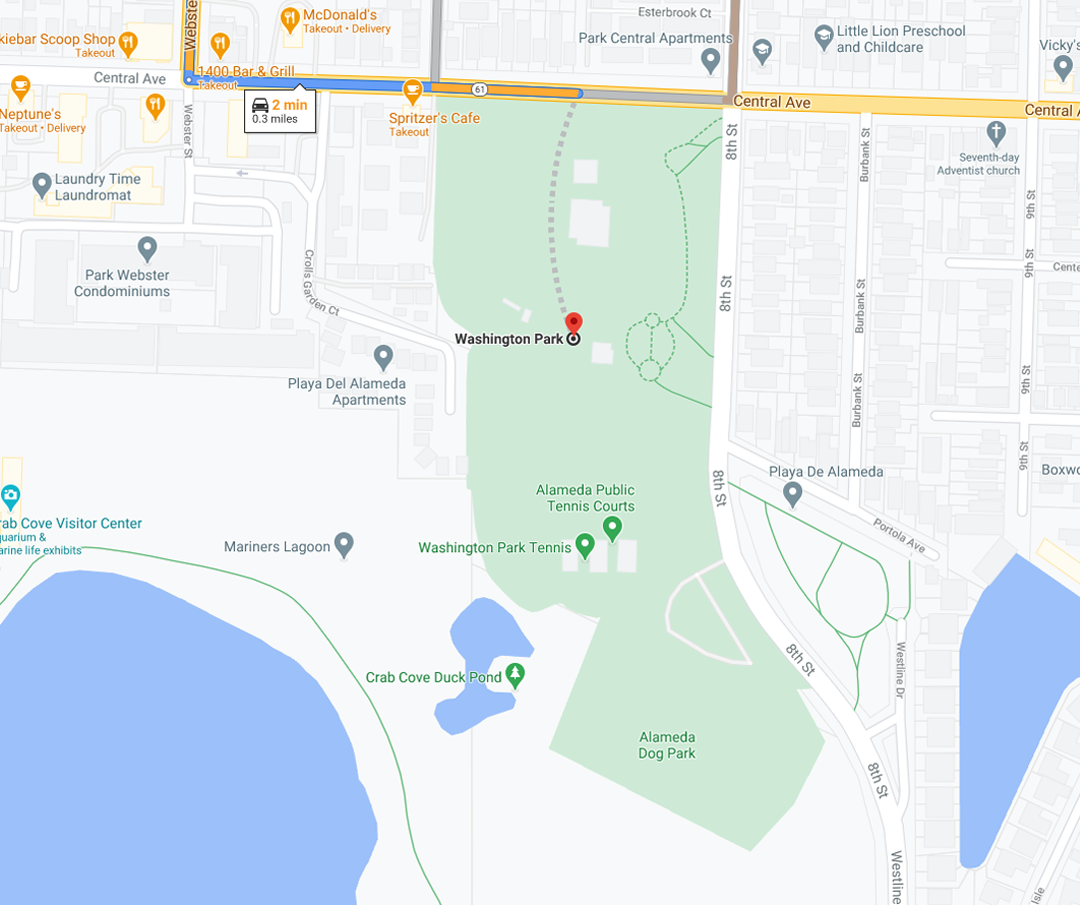 Esterbrook Ct
McDonald's
Takeout • Delivery
Webste
kiebar Scoop Shop
Takeout
Park Central Apartments
Little Lion Preschool
and Childcare
Vicky's
1400 Bar & Grill
Takeout
Central Ave
61
Central Ave
Central A
2 min
0.3 miles
Neptune's
Takeout • Delivery
Spritzer's Cafe
Takeout
Webster St
8th St
Burbank St
Seventh-day
Adventist church
Laundry Time
Laundromat
9th St
9th St
Cente
Park Webster
Condominiums
Crolls Garden Ct
8th St
Burbank St
Washington Park
Playa Del Alameda
Apartments
9th St
Burbank St
9th St
Playa De Alameda
Boxwo
8th St
Alameda Public
Tennis Courts
rab Cove Visitor Center
quarium &
arine life exhibits
Mariners Lagoon
Washington Park Tennis
Portola Ave
Crab Cove Duck Pond
8th St
Westline Dr
Alameda
Dog Park
8th St
Westline
Isle